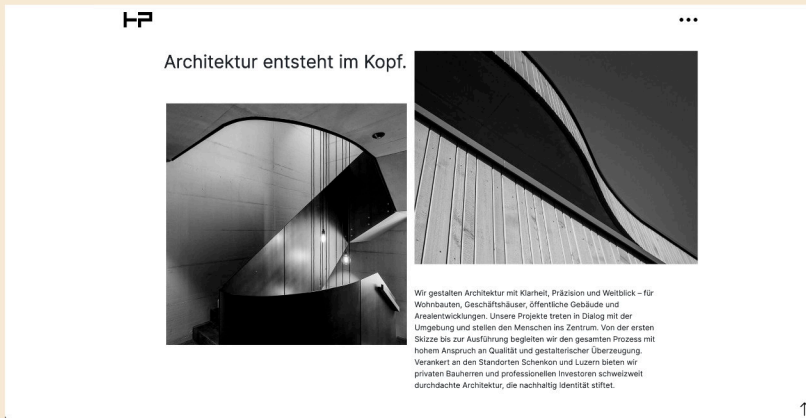 HP
Architektur entsteht im Kopf.
Wir gestalten Architektur mit Klarheit, Präzision und Weitblick – für
Wohnbauten, Geschäftshäuser, öffentliche Gebäude und
Arealentwicklungen. Unsere Projekte treten in Dialog mit der
Umgebung und stellen den Menschen ins Zentrum. Von der ersten
Skizze bis zur Ausführung begleiten wir den gesamten Prozess mit
hohem Anspruch an Qualität und gestalterischer Überzeugung.
Verankert an den Standorten Schenkon und Luzern bieten wir
privaten Bauherren und professionellen Investoren schweizweit
durchdachte Architektur, die nachhaltig Identität stiftet.
1